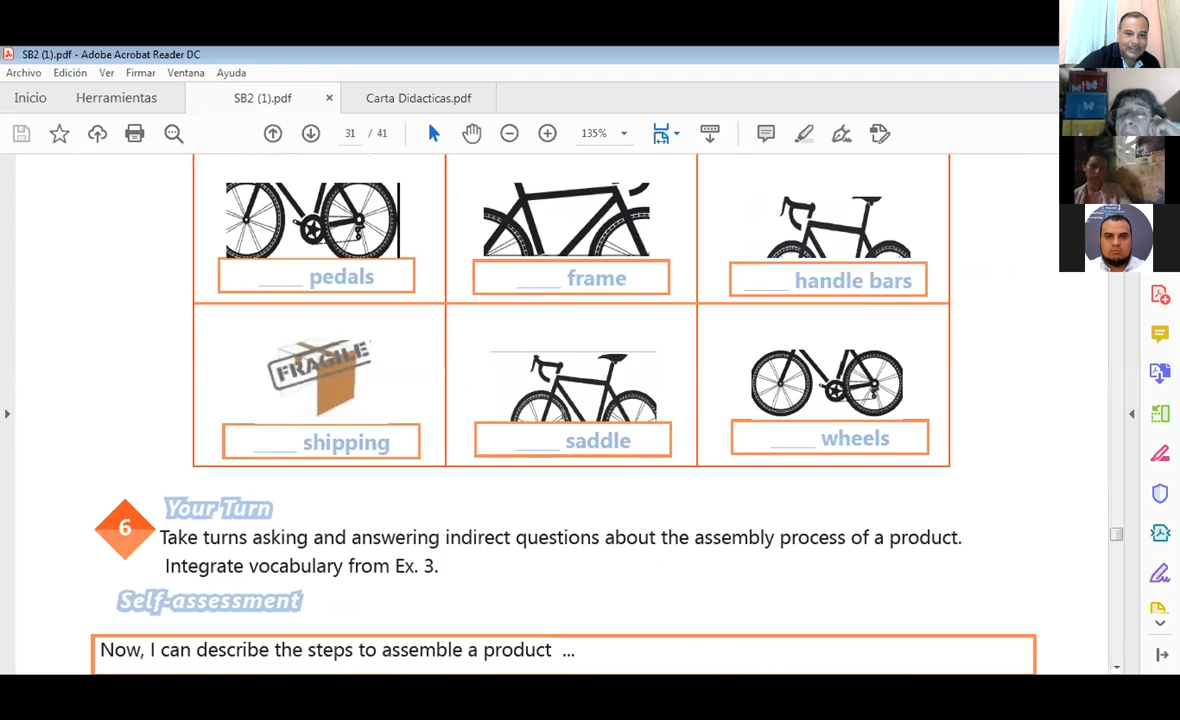 SB2 (1).pdf - Adobe Acrobat Reader DC
Archivo Edición Ver Firmar Ventana Ayuda
Inicio Herramientas SB2 (1).pdf × Carta Didacticas.pdf
31 / 41 135%
____ pedals ____ frame ____ handle bars
FRAGILE
____ shipping ____ saddle ____ wheels
Your Turn
6
Take turns asking and answering indirect questions about the assembly process of a product.
Integrate vocabulary from Ex. 3.
Self-assessment
Now, I can describe the steps to assemble a product ...